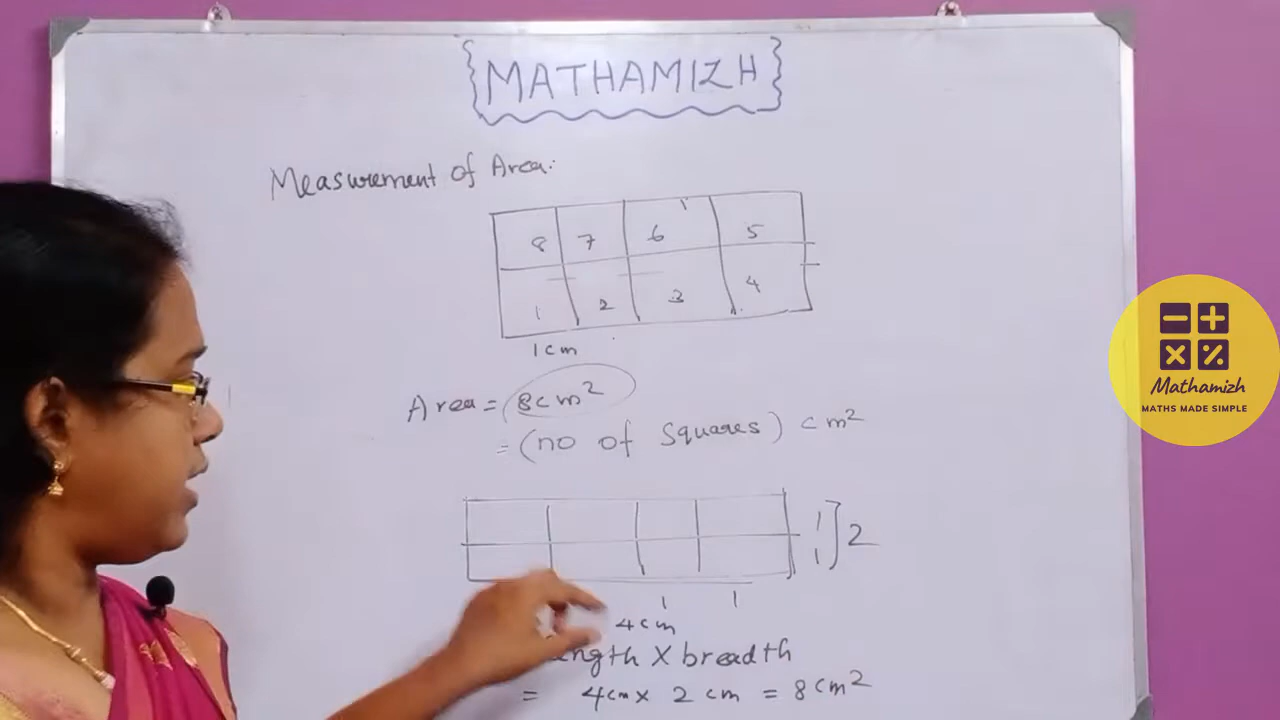 MATHAMIZH
Measurement of Area:
8 7 6 5
1 2 3 4
1cm
Area = 8cm²
= (no of squares) cm²
1
1
2
1 1
4cm
ngth X breadth
= 4cm x 2 cm = 8cm²
Mathamizh
MATHS MADE SIMPLE